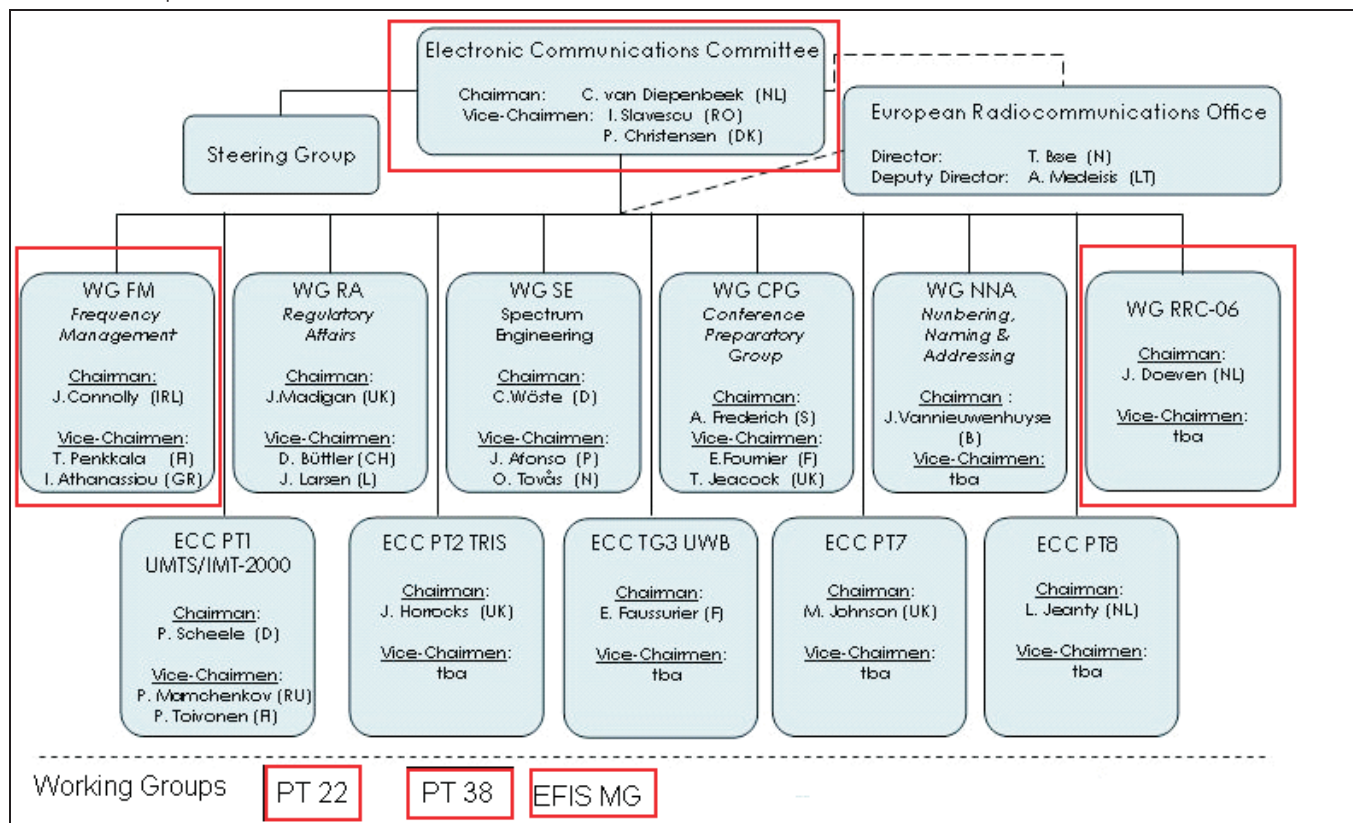 Electronic Communications Committee
Chairman: C. van Diepenbeek (NL)
Vice-Chairmen: I. Slavescu (RO)
P. Christensen (DK)
Steering Group
European Radiocommunications Office
Director: T. Bøe (N)
Deputy Director: A. Medeisis (LT)
WG FM
Frequency
Management
Chairman:
J.Connolly (IRL)
Vice-Chairmen:
T. Penkkala (FI)
I. Athanassiou (GR)
WG RA
Regulatory
Affairs
Chairman:
J.Madigan (UK)
Vice-Chairmen:
D. Büttler (CH)
J. Larsen (L)
WG SE
Spectrum
Engineering
Chairman:
C.Wöste (D)
Vice-Chairmen:
J. Afonso (P)
O. Tovås (N)
WG CPG
Conference
Preparatory
Group
Chairman:
A. Frederich (S)
Vice-Chairmen:
E.Fournier (F)
T. Jeacock (UK)
WG NNA
Nunbering,
Naming &
Addressing
Chairman :
J.Vannieuwenhuyse
(B)
Vice-Chairmen:
tba
WG RRC-06
Chairman:
J. Doeven (NL)
Vice-Chairmen:
tba
ECC PT1
UMTS/IMT-2000
Chairman:
P. Scheele (D)
Vice-Chairmen:
P. Mamchenkov (RU)
P. Toivonen (FI)
ECC PT2 TRIS
Chairman:
J. Horrocks (UK)
Vice-Chairmen:
tba
ECC TG3 UWB
Chairman:
E. Faussurier (F)
Vice-Chairmen:
tba
ECC PT7
Chairman:
M. Johnson (UK)
Vice-Chairmen:
tba
ECC PT8
Chairman:
L. Jeanty (NL)
Vice-Chairmen:
tba
Working Groups PT 22 PT 38 EFIS MG